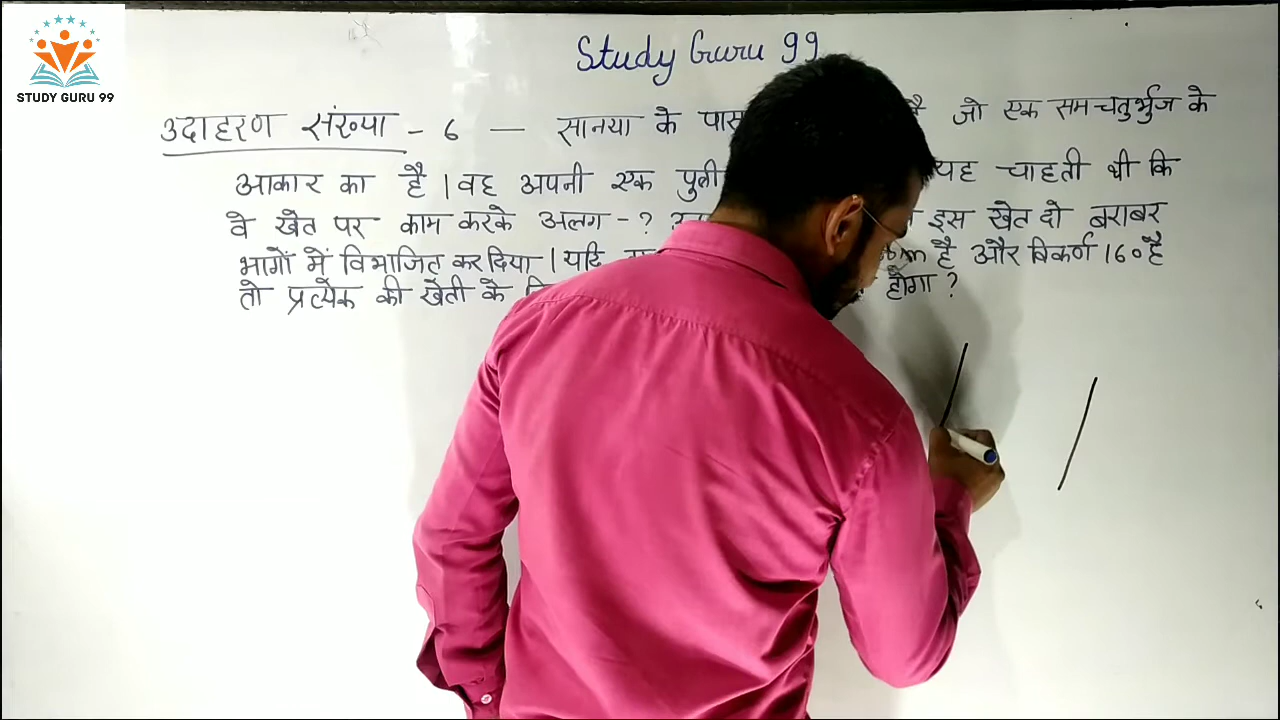 STUDY GURU 99
Study Guru 99
उदाहरण संख्या - 6 — सानया के पास है जो एक समचतुर्भुज के
आकार का है । वह अपनी एक पुत्री यह चाहती थी कि
वे खेत पर काम करके अलग - ? इस खेत दो बराबर
भागों में विभाजित कर दिया । यदि है और विकर्ण 160 है
तो प्रत्येक की खेती के होगा ?